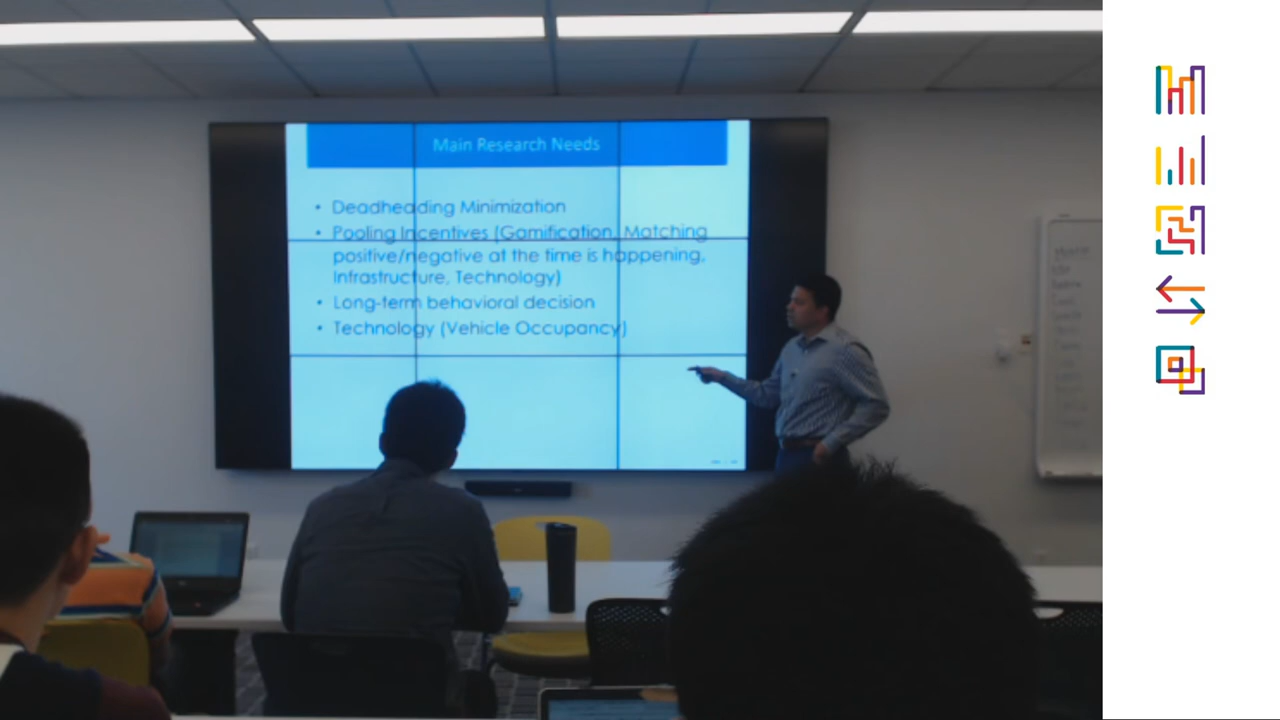 Main Research Needs
• Deadheading Minimization
• Pooling Incentives (Gamification, Matching
positive/negative at the time is happening,
Infrastructure, Technology)
• Long-term behavioral decision
• Technology (Vehicle Occupancy)